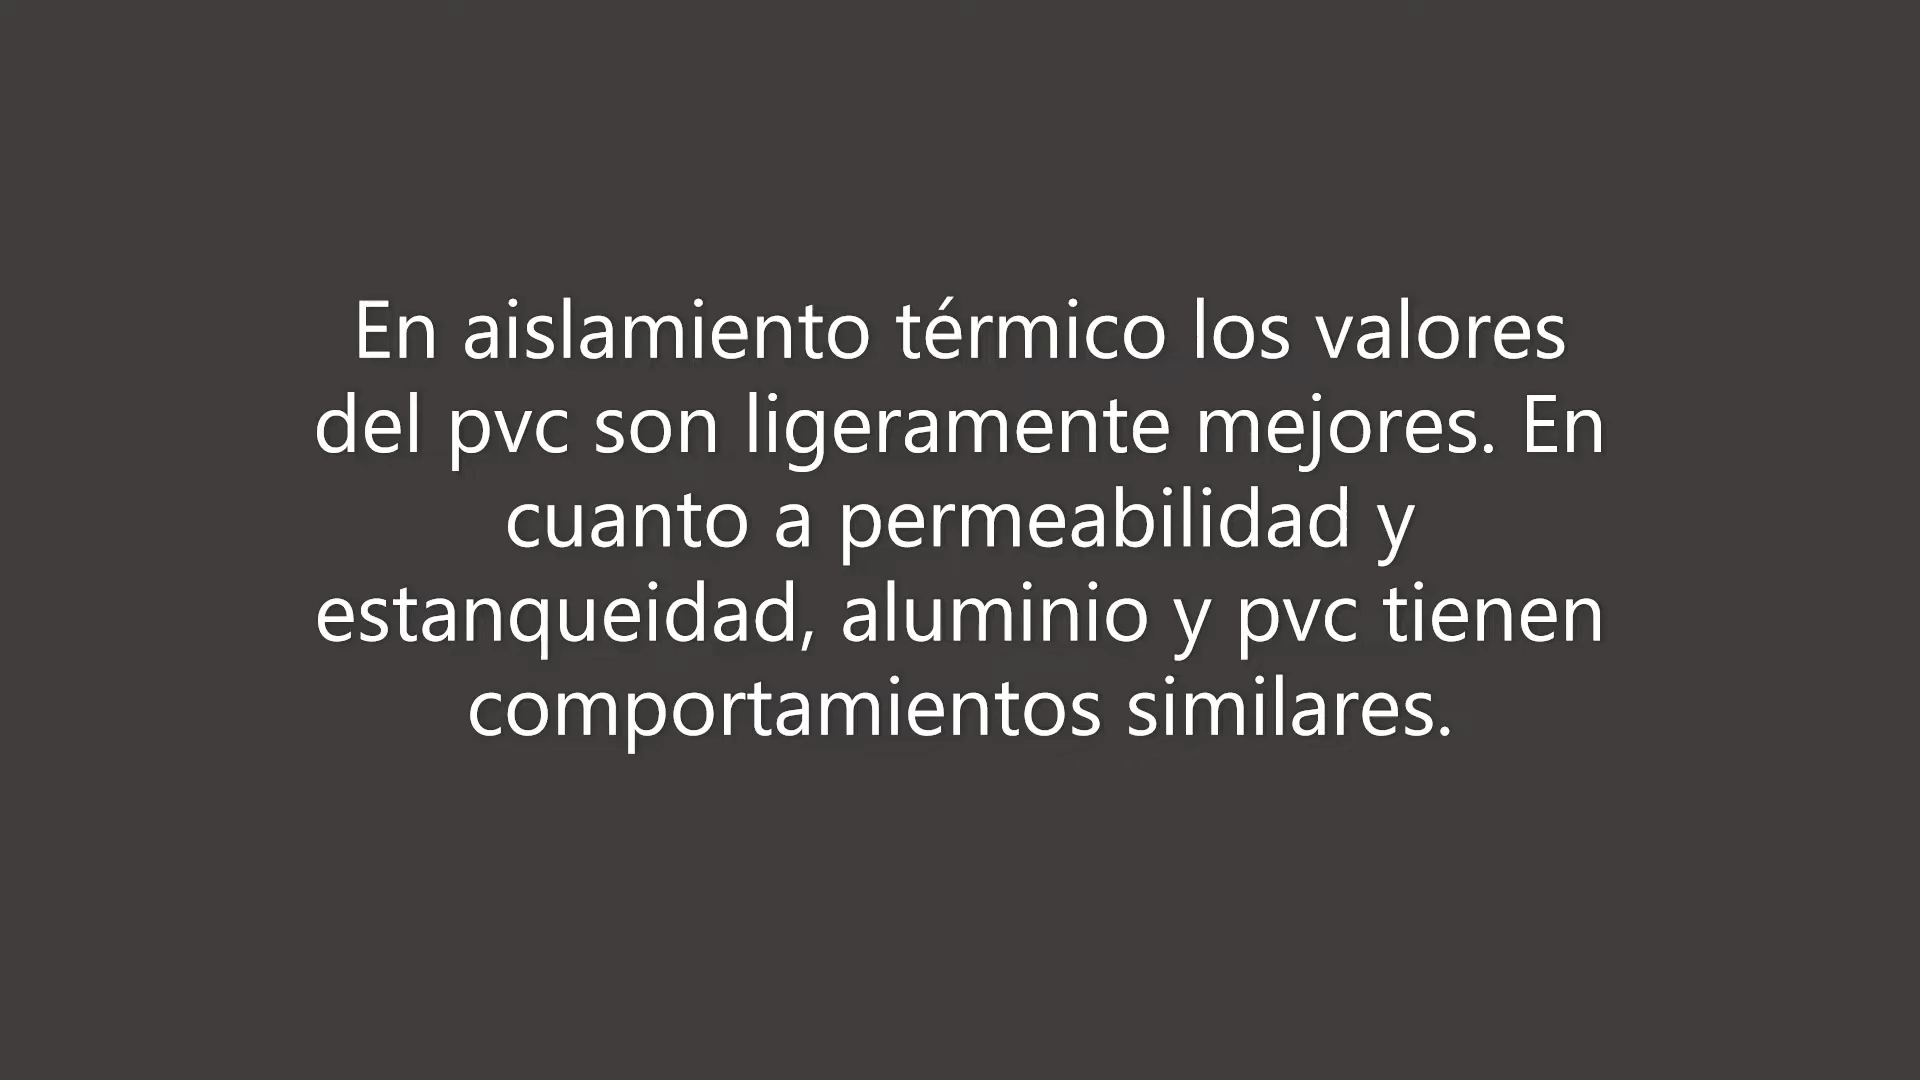 En aislamiento térmico los valores
del pvc son ligeramente mejores. En
cuanto a permeabilidad y
estanqueidad, aluminio y pvc tienen
comportamientos similares.